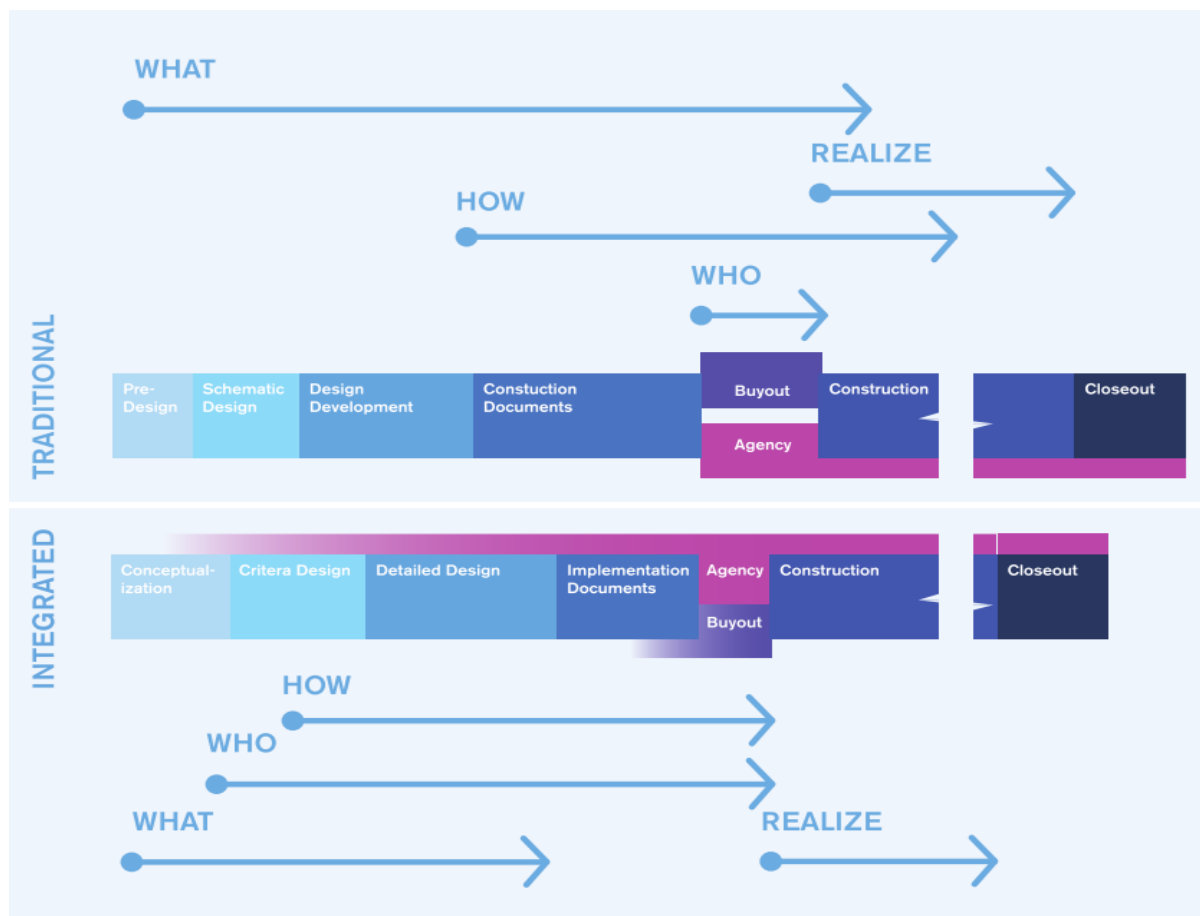 WHAT
REALIZE
HOW
WHO
TRADITIONAL
Pre-
Design
Schematic
Design
Design
Development
Constuction
Documents
Buyout
Agency
Construction
Closeout
INTEGRATED
Conceptual-
ization
Critera Design
Detailed Design
Implementation
Documents
Agency
Buyout
Construction
Closeout
HOW
WHO
WHAT
REALIZE